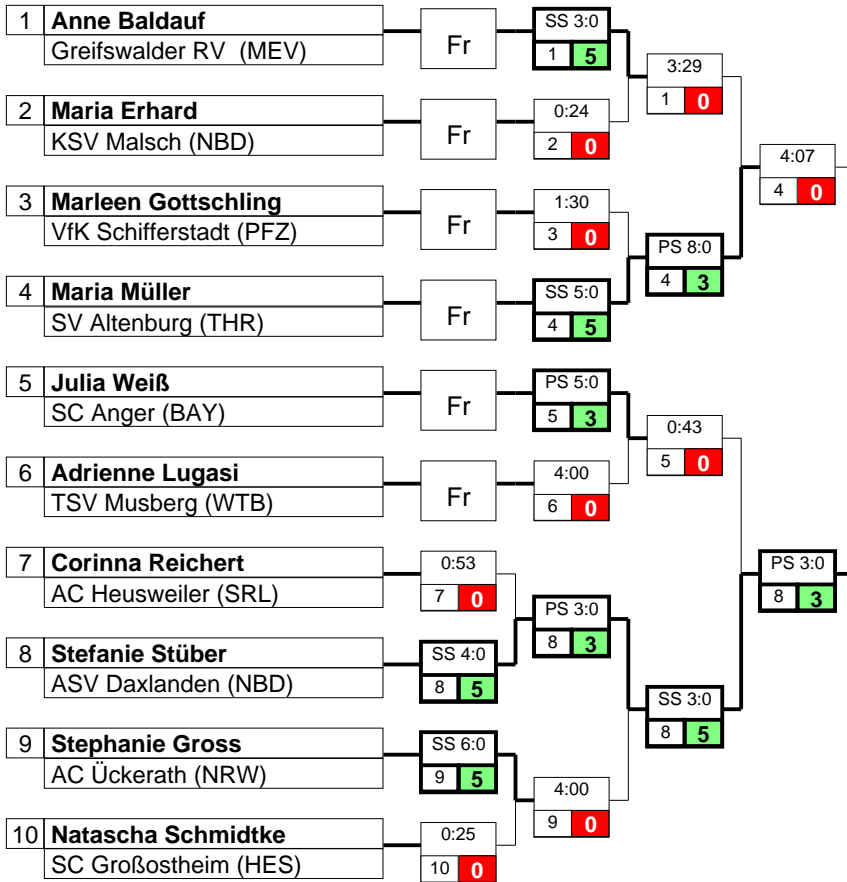 1 Anne Baldauf
Greifswalder RV (MEV)
Fr
SS 3:0
1 5
3:29
1 0
2 Maria Erhard
KSV Malsch (NBD)
Fr
0:24
2 0
4:07
4 0
3 Marleen Gottschling
VfK Schifferstadt (PFZ)
Fr
1:30
3 0
PS 8:0
4 3
4 Maria Müller
SV Altenburg (THR)
Fr
SS 5:0
4 5
5 Julia Weiß
SC Anger (BAY)
Fr
PS 5:0
5 3
0:43
5 0
6 Adrienne Lugasi
TSV Musberg (WTB)
Fr
4:00
6 0
7 Corinna Reichert
AC Heusweiler (SRL)
0:53
7 0
PS 3:0
8 3
PS 3:0
8 3
8 Stefanie Stüber
ASV Daxlanden (NBD)
SS 4:0
8 5
SS 3:0
8 5
9 Stephanie Gross
AC Ückerath (NRW)
SS 6:0
9 5
4:00
9 0
10 Natascha Schmidtke
SC Großostheim (HES)
0:25
10 0